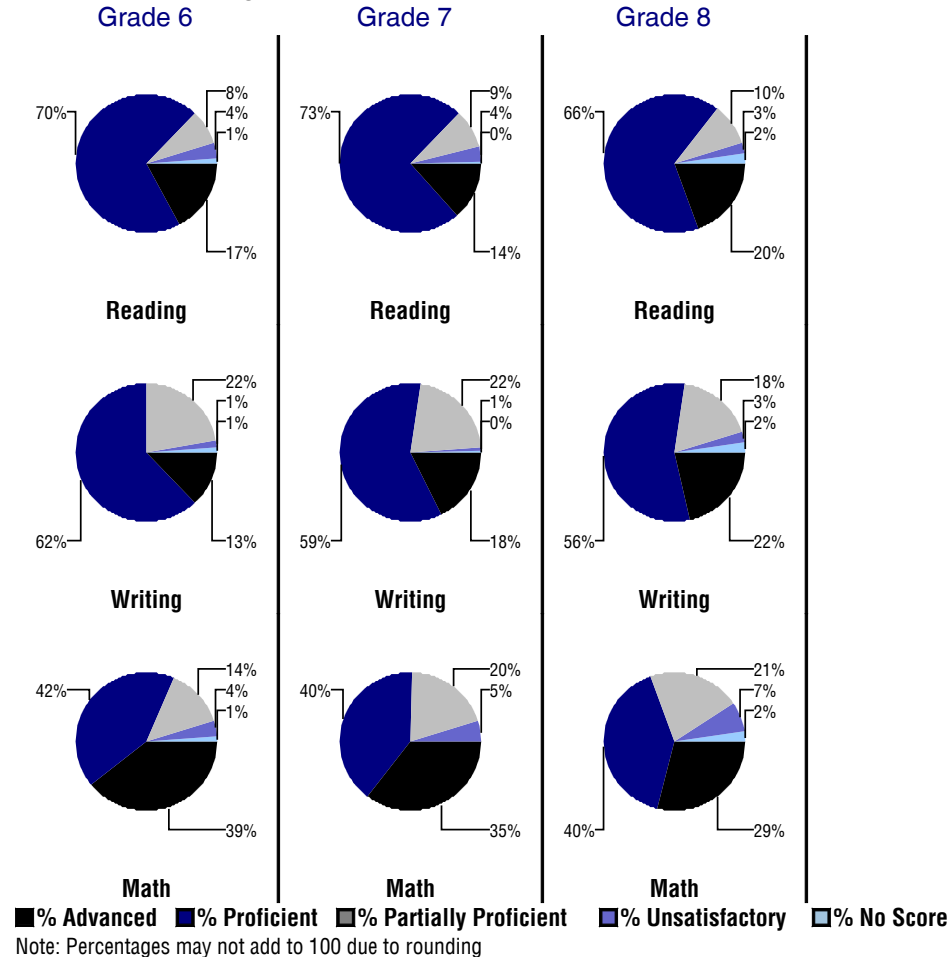 Grade 6 Grade 7 Grade 8
8% 9% 10%
70% 4% 73% 4% 66% 3%
1% 0% 2%
17% 14% 20%
Reading Reading Reading
22% 22% 18%
1% 1% 3%
1% 0% 2%
62% 13% 59% 18% 56% 22%
Writing Writing Writing
14% 20% 21%
42% 4% 40% 5% 7%
1% 2%
39% 35% 40% 29%
Math Math Math
% Advanced % Proficient % Partially Proficient % Unsatisfactory % No Score
Note: Percentages may not add to 100 due to rounding